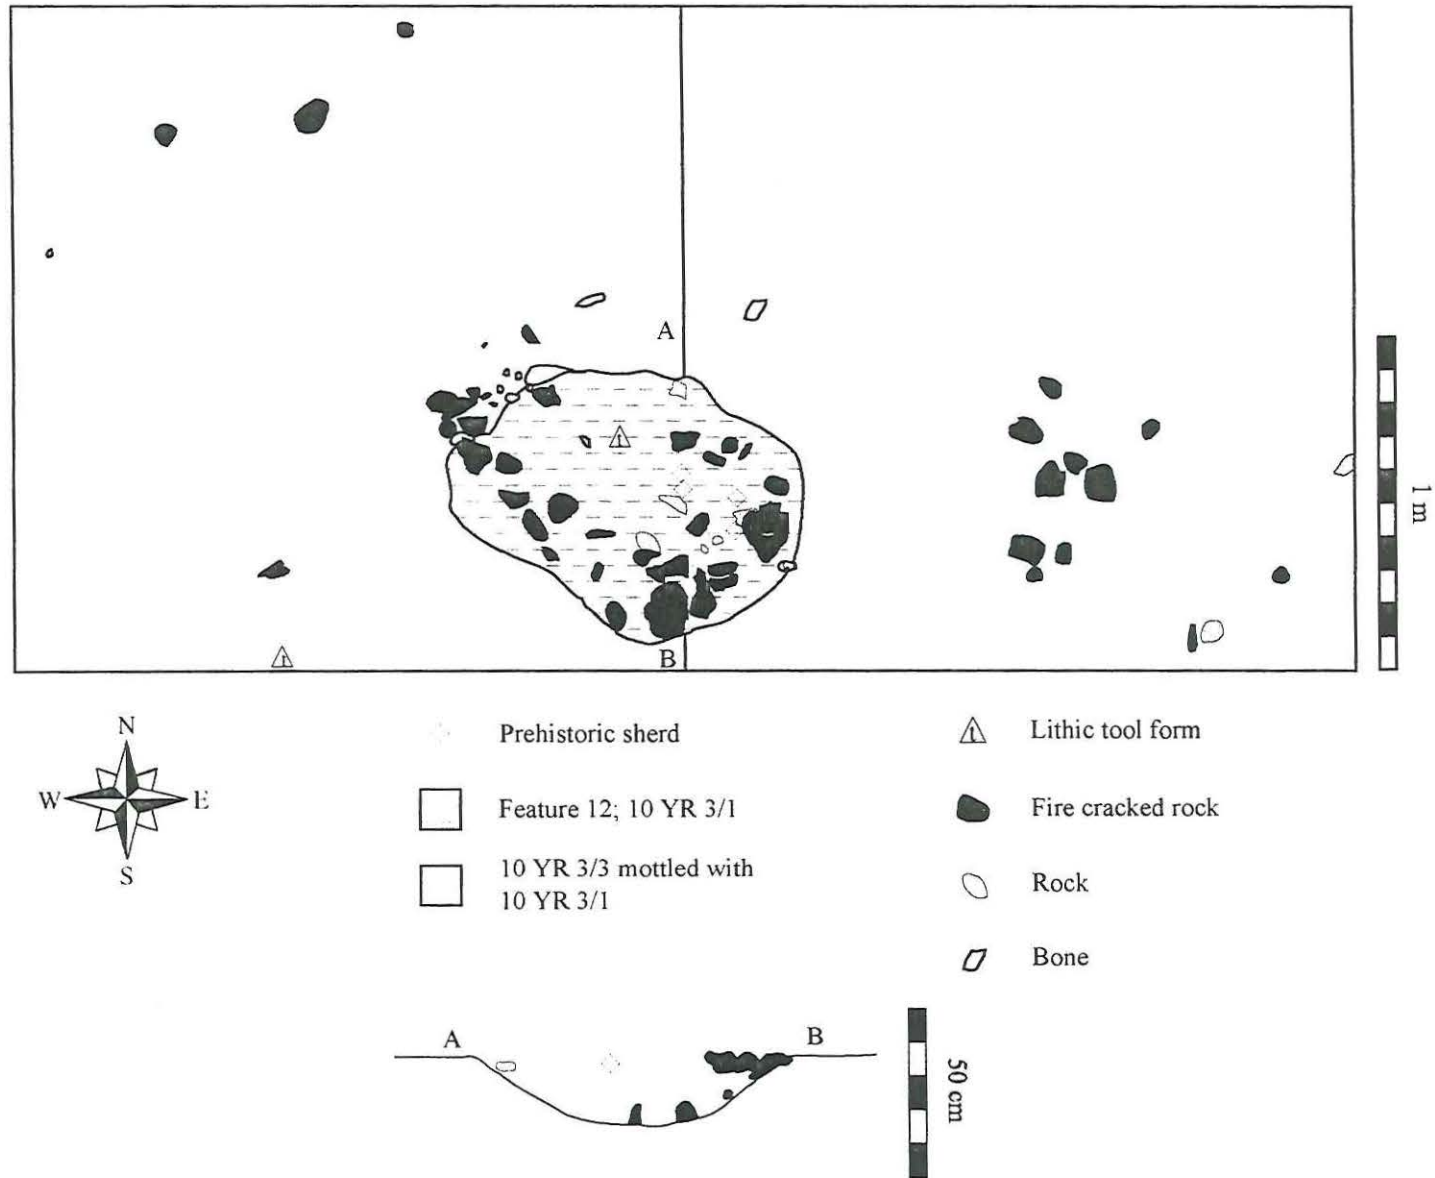 A
B
1 m
N
W E
S
Prehistoric sherd
Feature 12; 10 YR 3/1
10 YR 3/3 mottled with
10 YR 3/1
t Lithic tool form
Fire cracked rock
Rock
Bone
A
B
50 cm